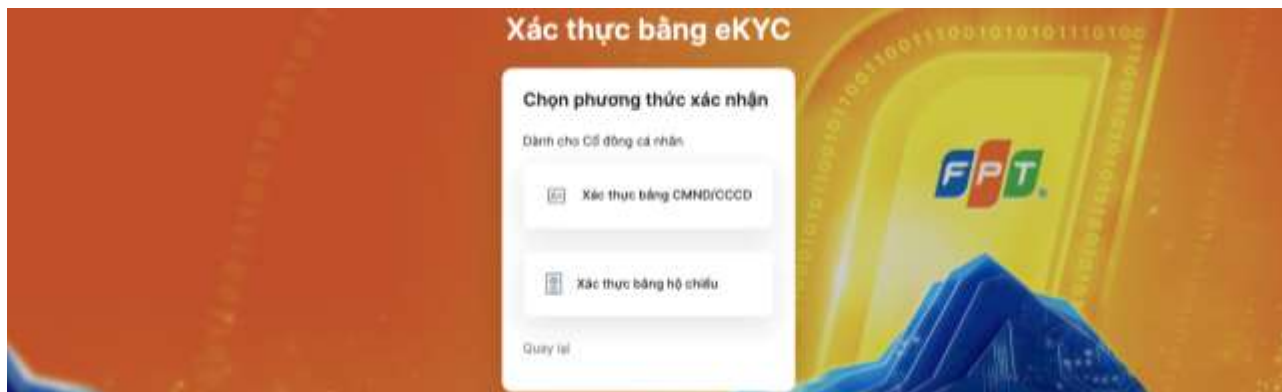 Xác thực bằng eKYC
Chọn phương thức xác nhận
Dành cho Cổ đông cá nhân
Xác thực bằng CMND/CCCD
Xác thực bằng hộ chiếu
Quay lại
FPT